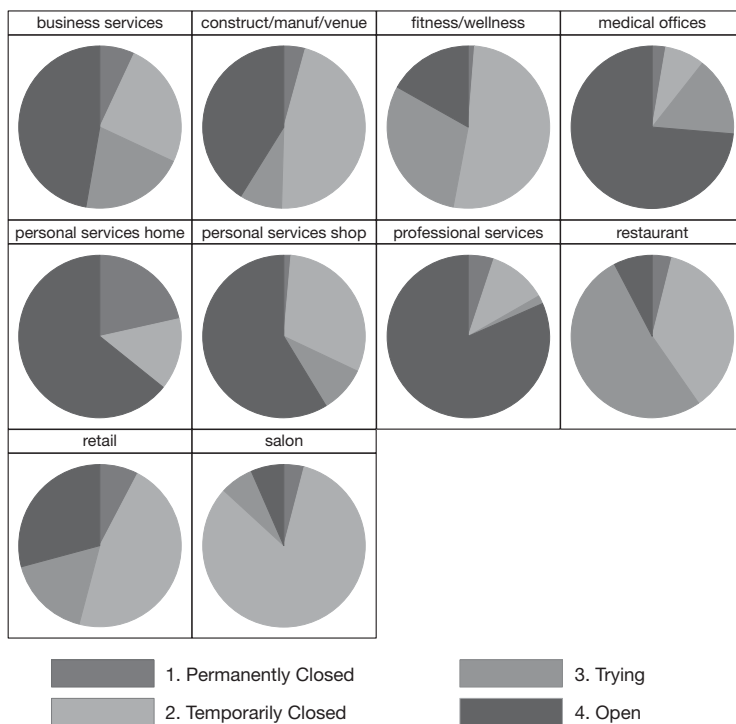 business services
construct/manuf/venue
fitness/wellness
medical offices
personal services home
personal services shop
professional services
restaurant
retail
salon
1. Permanently Closed
3. Trying
2. Temporarily Closed
4. Open